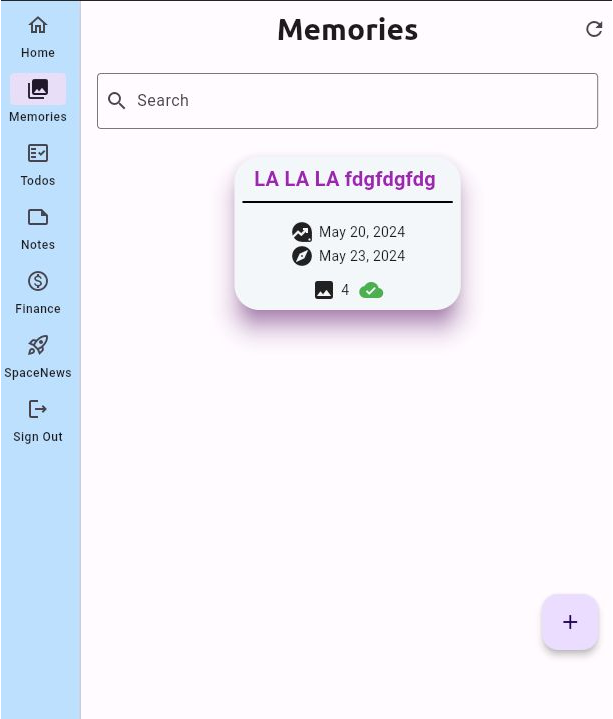 Home
Memories
Todos
Notes
Finance
SpaceNews
Sign Out
Memories
Search
LA LA LA fdgfdgfdg
May 20, 2024
May 23, 2024
4